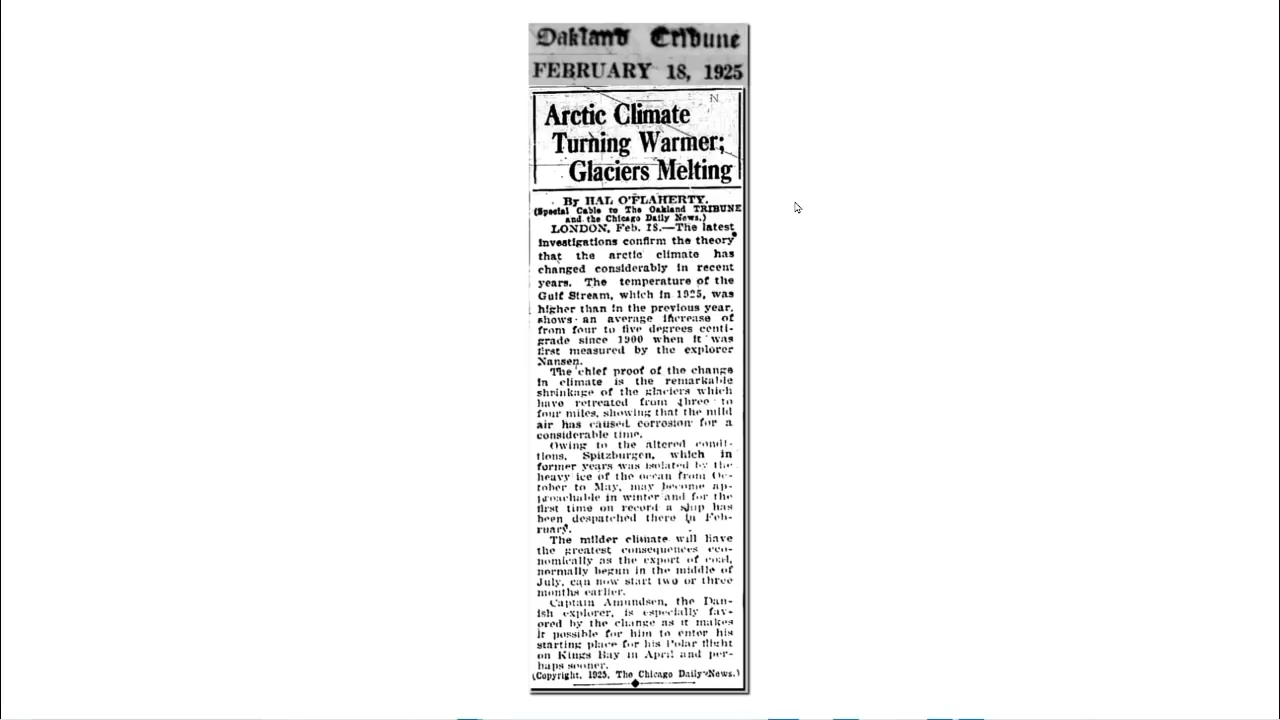 Oakland Tribune
FEBRUARY 18, 1925
N
Arctic Climate
Turning Warmer;
Glaciers Melting
By HAL O'FLAHERTY.
(Special Cable to The Oakland TRIBUNE
and the Chicago Daily News.)
LONDON, Feb. 18.—The latest
investigations confirm the theory
that the arctic climate has
changed considerably in recent
years. The temperature of the
Gulf Stream, which in 1925, was
higher than in the previous year,
shows an average increase of
from four to five degrees centi-
grade since 1900 when it was
first measured by the explorer
Nansen.
The chief proof of the change
in climate is the remarkable
shrinkage of the glaciers which
have retreated from three to
four miles, showing that the mild
air has caused corrosion for a
considerable time.
Owing to the altered condi-
tions, Spitzburgen, which in
former years was isolated by the
heavy ice of the ocean from Oc-
tober to May, may become ap-
proachable in winter and for the
first time on record a ship has
been despatched there in Feb-
ruary.
The milder climate will have
the greatest consequences eco-
nomically as the export of coal,
normally begun in the middle of
July, can now start two or three
months earlier.
Captain Amundsen, the Dan-
ish explorer, is especially fav-
ored by the change as it makes
it possible for him to enter his
starting place for his Polar flight
on Kings Bay in April and per-
haps sooner.
(Copyright, 1925, The Chicago Daily News.)